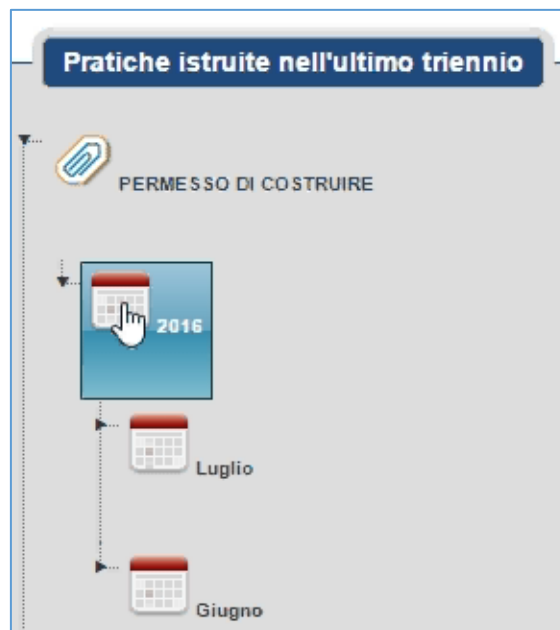 Pratiche istruite nell'ultimo triennio
PERMESSO DI COSTRUIRE
2016
Luglio
Giugno